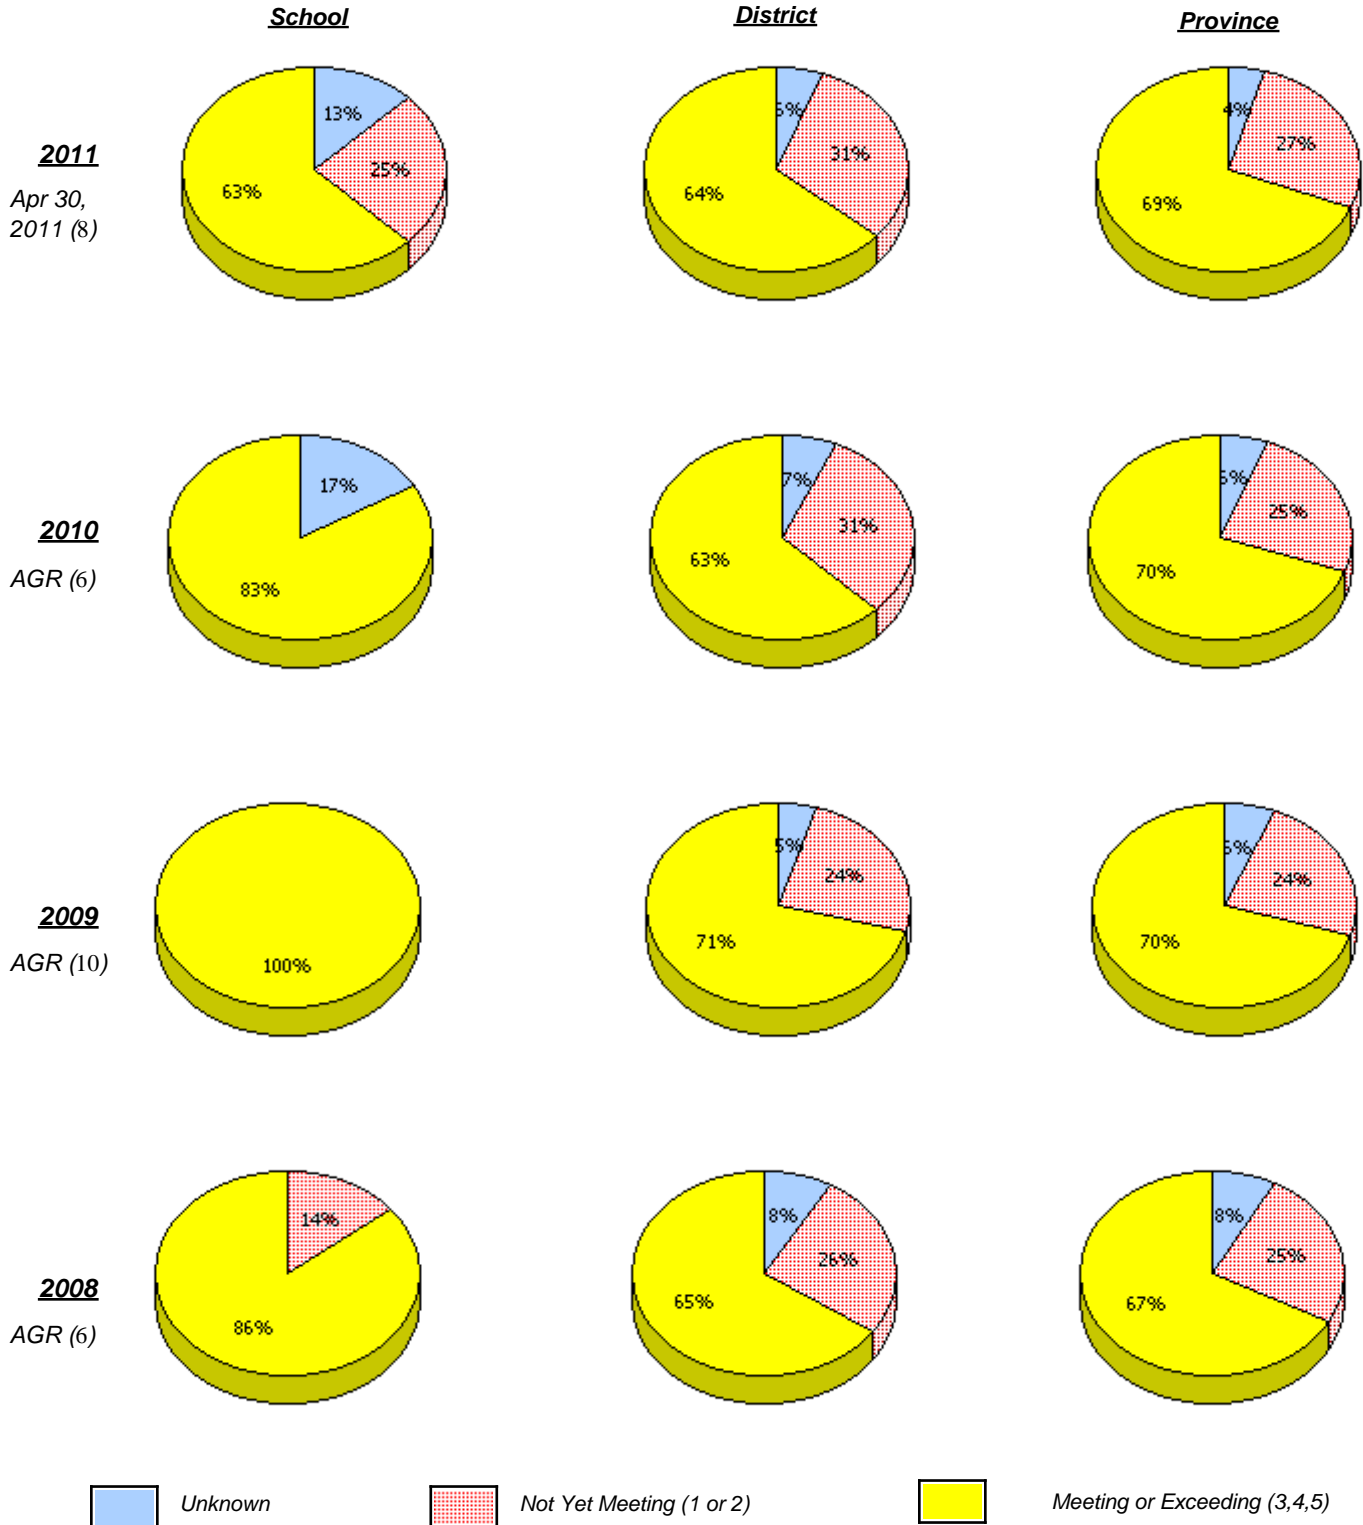 School District Province
13% 31% 27%
25%
63% 64% 69%
4%
2011
Apr 30,
2011 (8)
17% 7%
31% 25%
83% 63% 70%
2010
AGR (6)
5%
24% 24%
100% 71% 70%
2009
AGR (10)
14% 8% 8%
26% 25%
86% 65% 67%
2008
AGR (6)
Unknown Not Yet Meeting (1 or 2) Meeting or Exceeding (3,4,5)